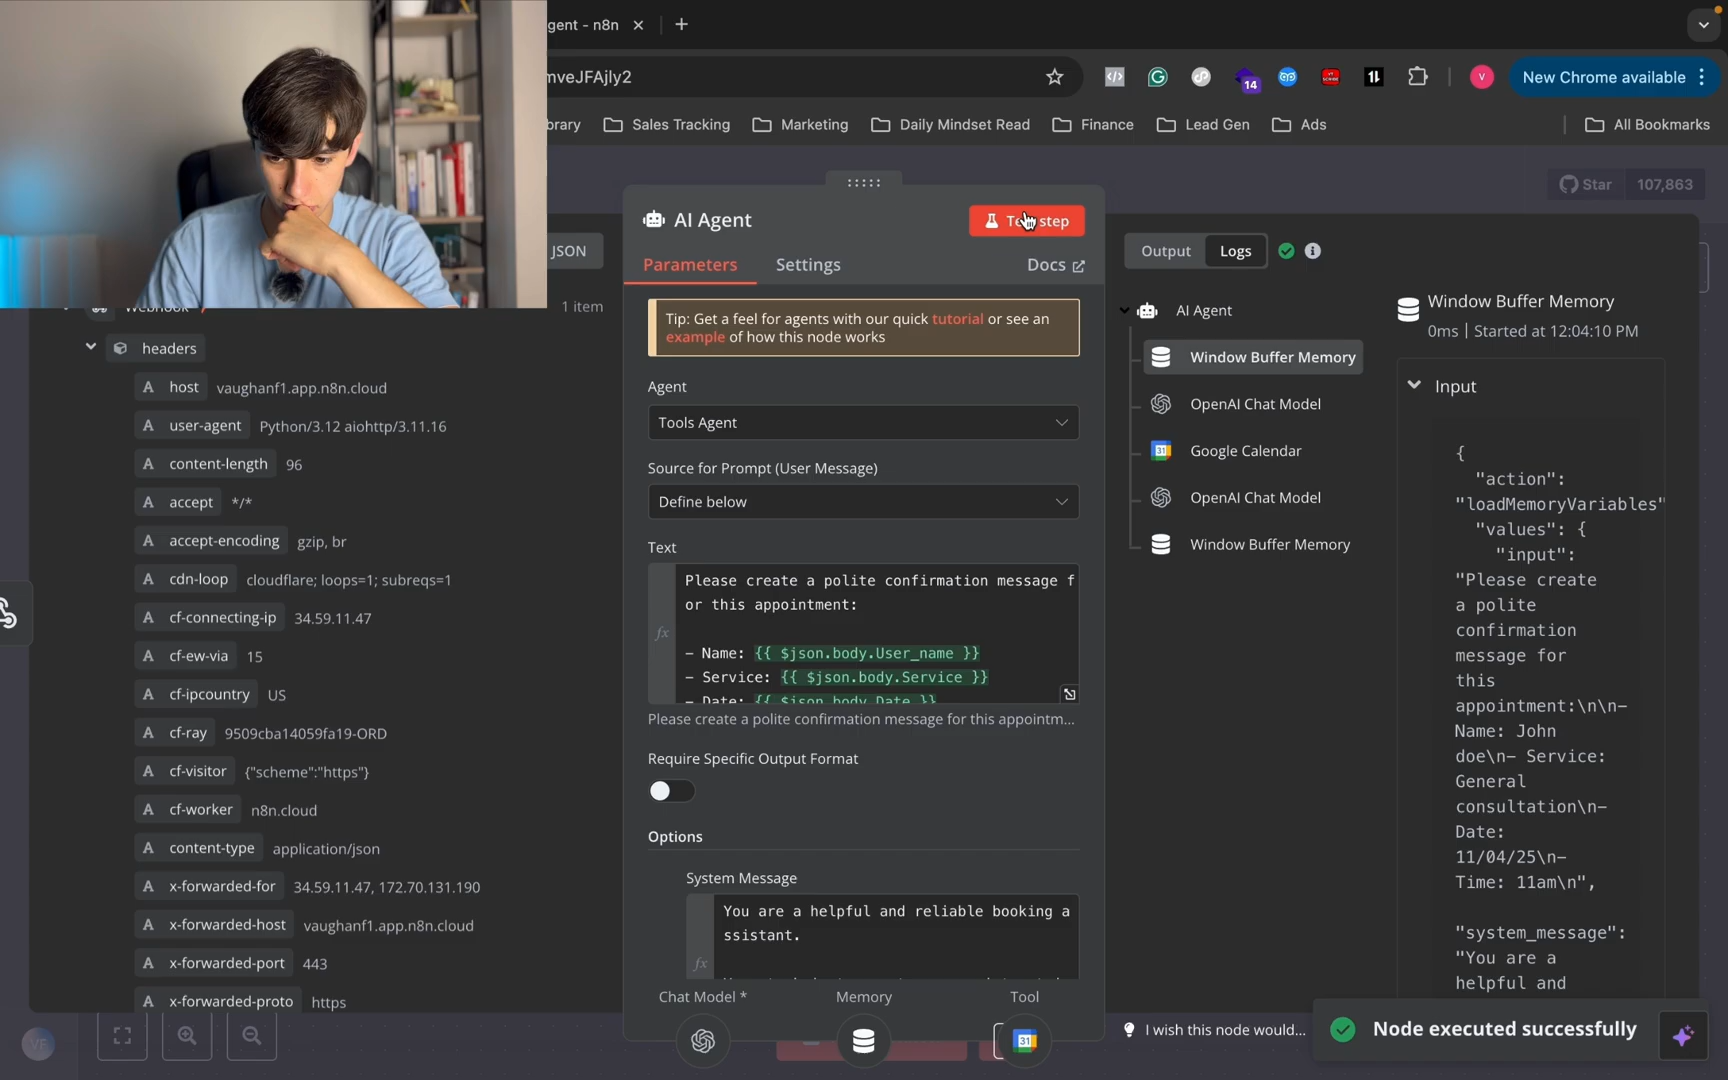 gent - n8n
mveJFAjly2
14
V
New Chrome available
brary
Sales Tracking
Marketing
Daily Mindset Read
Finance
Lead Gen
Ads
All Bookmarks
Star 107,863
AI Agent
Parameters
Settings
Docs
JSON
Output
Logs
Tip: Get a feel for agents with our quick tutorial or see an
example of how this node works
1 item
headers
host vaughanf1.app.n8n.cloud
user-agent Python/3.12 aiohttp/3.11.16
content-length 96
accept */*
accept-encoding gzip, br
cdn-loop cloudflare; loops=1; subreqs=1
cf-connecting-ip 34.59.11.47
cf-ew-via 15
cf-ipcountry US
cf-ray 9509cba14059fa19-ORD
cf-visitor {"scheme":"https"}
cf-worker n8n.cloud
content-type application/json
x-forwarded-for 34.59.11.47, 172.70.131.190
x-forwarded-host vaughanf1.app.n8n.cloud
x-forwarded-port 443
x-forwarded-proto https
Agent
Tools Agent
Source for Prompt (User Message)
Define below
Text
Please create a polite confirmation message f
or this appointment:
- Name: {{ $json.body.User_name }}
- Service: {{ $json.body.Service }}
- Date: {{ $json.body.Date }}
Please create a polite confirmation message for this appointm...
Require Specific Output Format
Options
System Message
You are a helpful and reliable booking a
ssistant.
Chat Model *
Memory
Tool
AI Agent
Window Buffer Memory
OpenAI Chat Model
Google Calendar
OpenAI Chat Model
Window Buffer Memory
Window Buffer Memory
0ms | Started at 12:04:10 PM
Input
{
"action":
"loadMemoryVariables"
"values": {
"input":
"Please create
a polite
confirmation
message for
this
appointment:\n\n-
Name: John
doe\n- Service:
General
consultation\n-
Date:
11/04/25\n-
Time: 11am\n",
"system_message":
"You are a
helpful and
I wish this node would...
Node executed successfully
VF